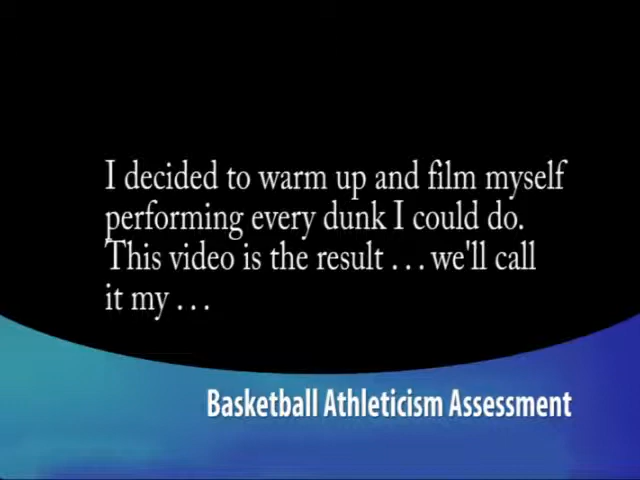 I decided to warm up and film myself
performing every dunk I could do.
This video is the result . . . we'll call
it my . . .
Basketball Athleticism Assessment